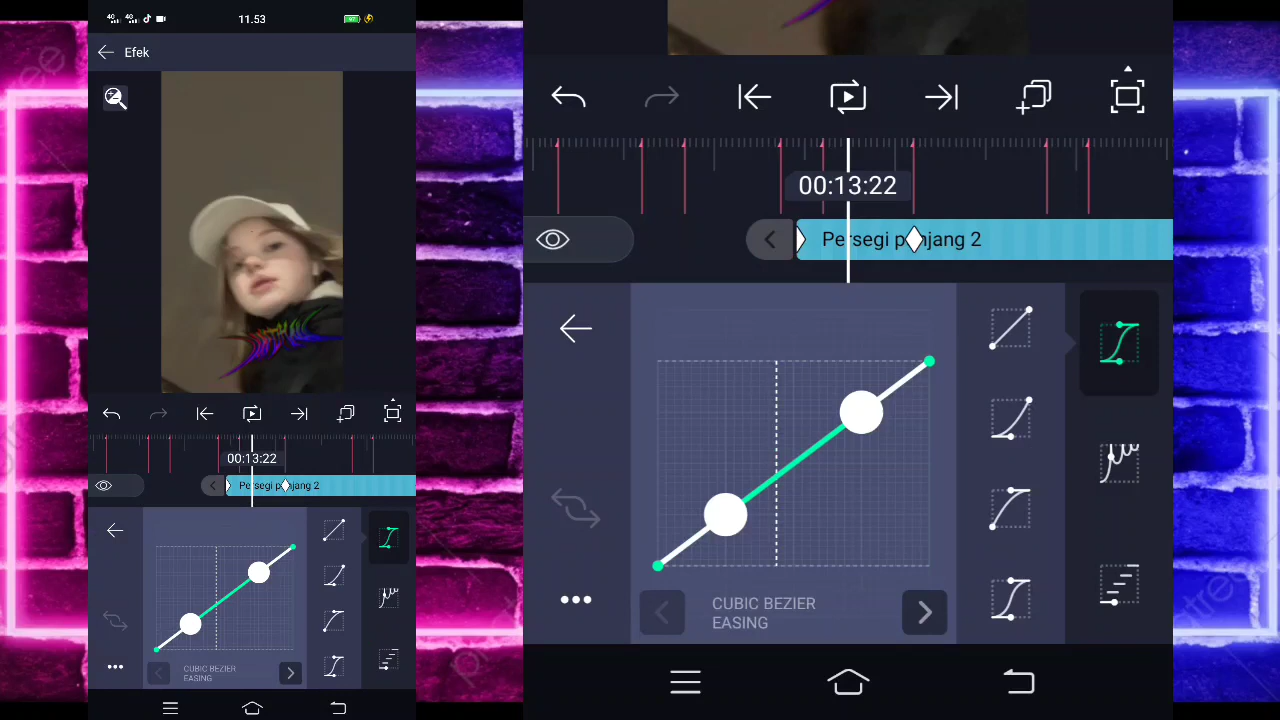 11.53
Efek
00:13:22
Persegi panjang 2
CUBIC BEZIER
EASING
00:13:22
Persegi p njang 2
CUBIC BEZIER
EASING